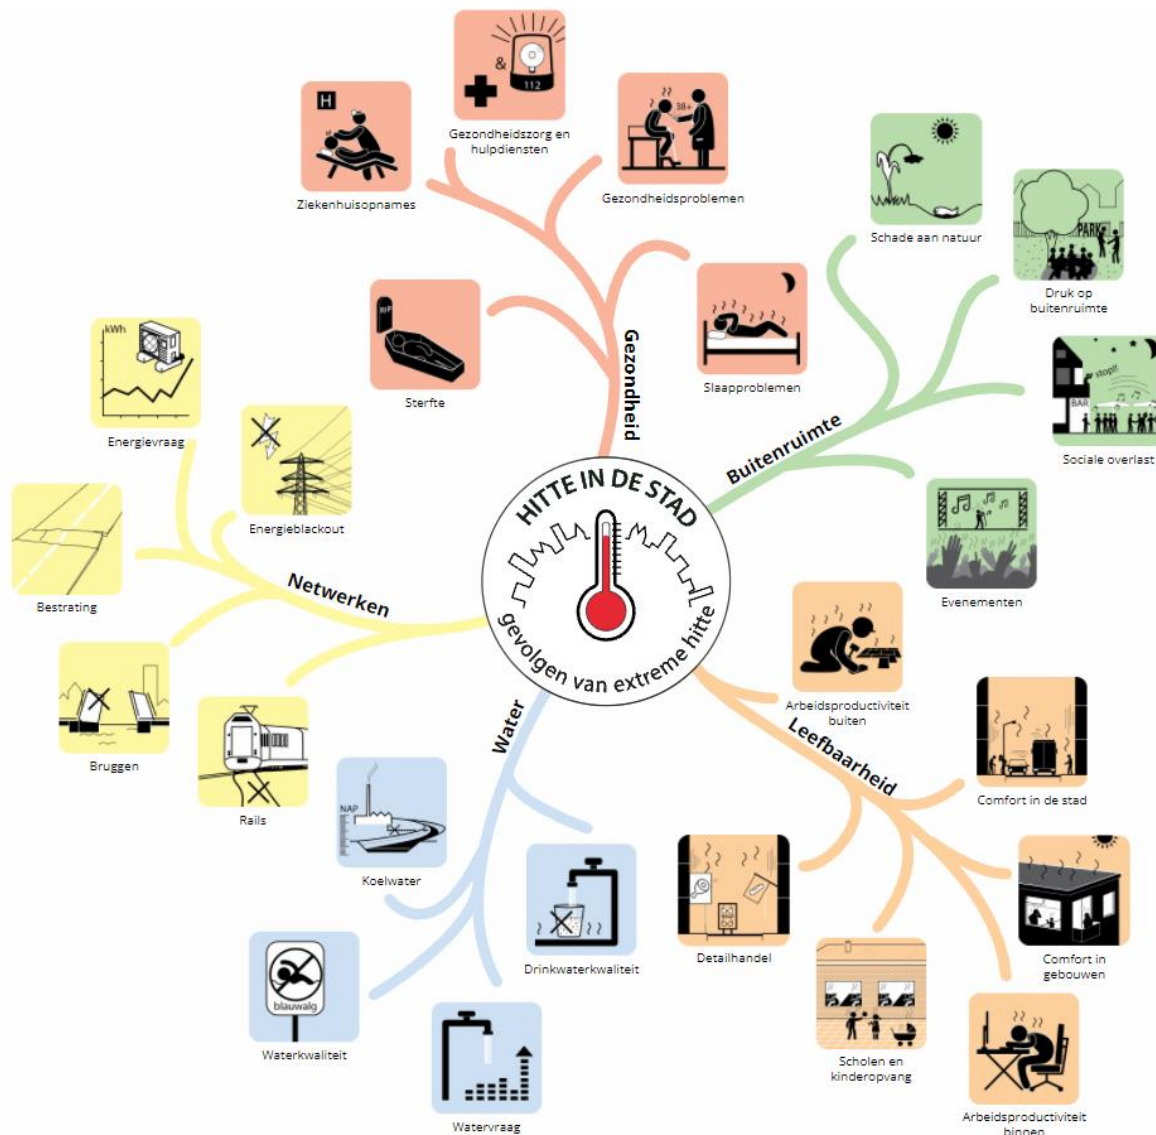 HITTE IN DE STAD
gevolgen van extreme hitte
Gezondheid
H
Ziekenhuisopnames
&
112
Gezondheidszorg en
hulpdiensten
38+
Gezondheidsproblemen
RIP
Sterfte
Slaapproblemen
Buitenruimte
Schade aan natuur
PARK
Druk op
buitenruimte
stop!!
BAR
Sociale overlast
Evenementen
Leefbaarheid
Arbeidsproductiviteit
buiten
Comfort in de stad
Comfort in
gebouwen
Arbeidsproductiviteit
binnen
Scholen en
kinderopvang
Detailhandel
Water
Drinkwaterkwaliteit
Watervraag
blauwalg
Waterkwaliteit
NAP
Koelwater
Netwerken
Rails
Bruggen
Bestrating
Energieblackout
kWh
Energievraag